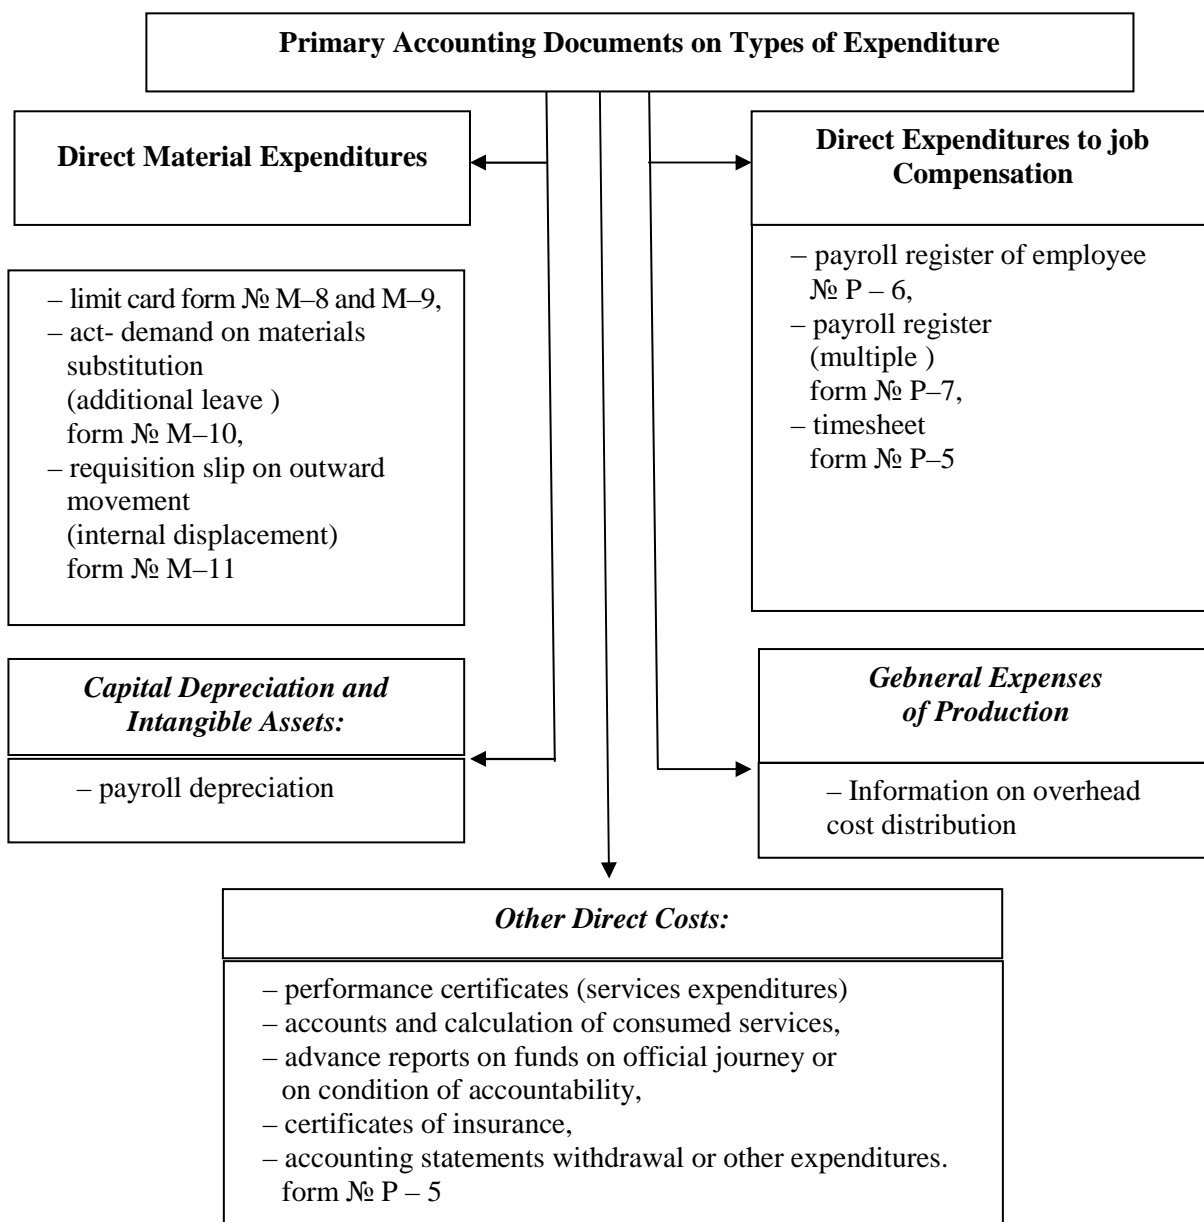 Primary Accounting Documents on Types of Expenditure
Direct Material Expenditures
– limit card form № M–8 and M–9,
– act- demand on materials
substitution
(additional leave )
form № M–10,
– requisition slip on outward
movement
(internal displacement)
form № M–11
Direct Expenditures to job
Compensation
– payroll register of employee
№ P – 6,
– payroll register
(multiple )
form № P–7,
– timesheet
form № P–5
Capital Depreciation and
Intangible Assets:
– payroll depreciation
Gebneral Expenses
of Production
– Information on overhead
cost distribution
Other Direct Costs:
– performance certificates (services expenditures)
– accounts and calculation of consumed services,
– advance reports on funds on official journey or
on condition of accountability,
– certificates of insurance,
– accounting statements withdrawal or other expenditures.
form № P – 5